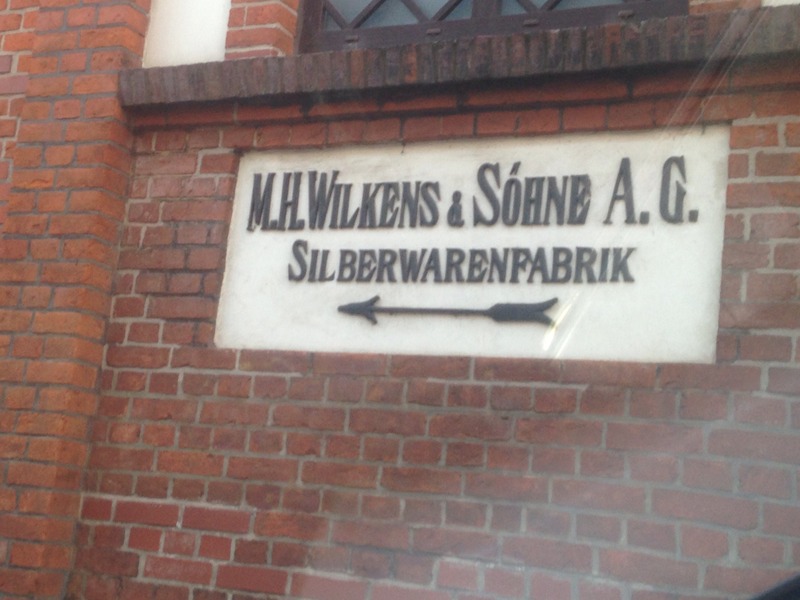 M.H. WILKENS & SÖHNE A. G.
SILBERWARENFABRIK